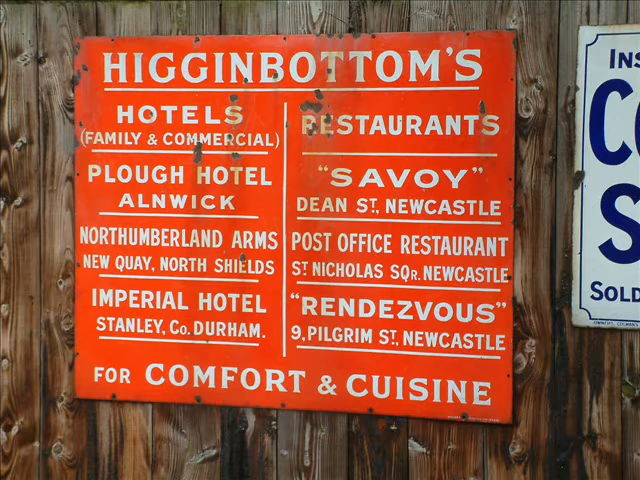 HIGGINBOTTOM'S
HOTELS
(FAMILY & COMMERCIAL)
PLOUGH HOTEL
ALNWICK
NORTHUMBERLAND ARMS
NEW QUAY, NORTH SHIELDS
IMPERIAL HOTEL
STANLEY, Co. DURHAM.
RESTAURANTS
"SAVOY"
DEAN ST, NEWCASTLE
POST OFFICE RESTAURANT
ST NICHOLAS SQR. NEWCASTLE
"RENDEZVOUS"
9, PILGRIM ST, NEWCASTLE
FOR COMFORT & CUISINE
INS
S
SOLD